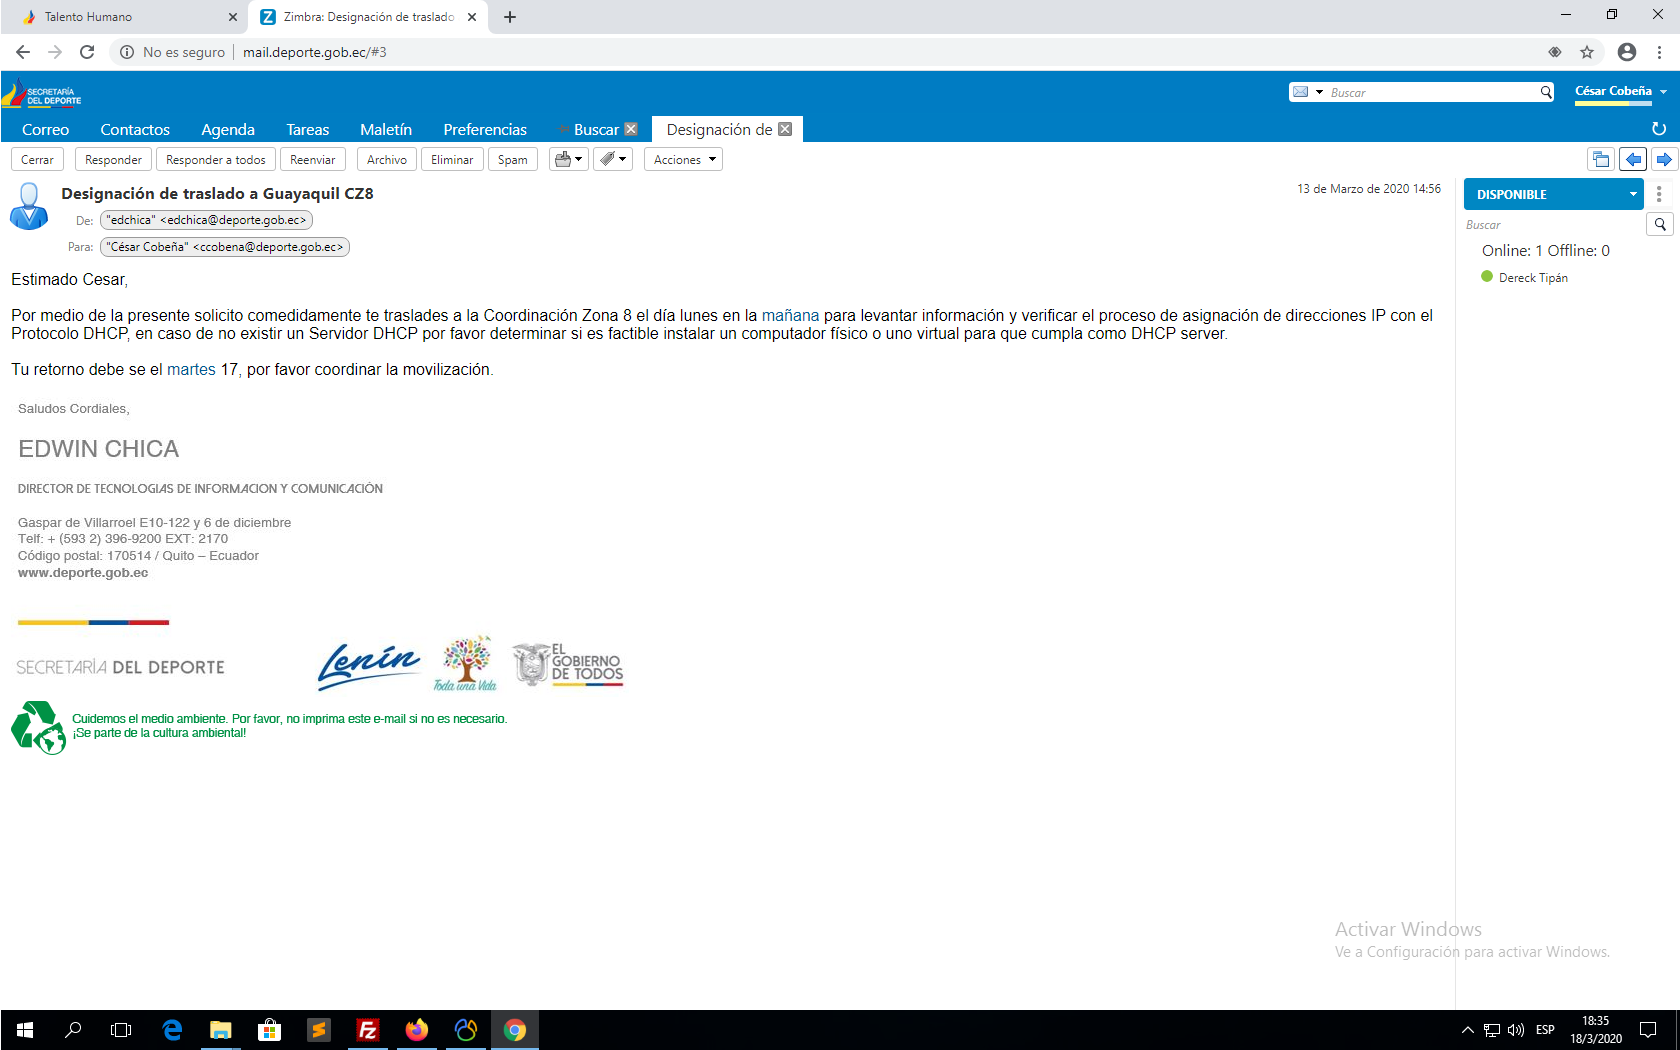 Talento Humano
Zimbra: Designación de traslado
No es seguro
mail.deporte.gob.ec/#3
SECRETARÍA
DEL DEPORTE
Buscar
César Cobeña
Correo
Contactos
Agenda
Tareas
Maletín
Preferencias
Buscar
Designación de
Cerrar
Responder
Responder a todos
Reenviar
Archivo
Eliminar
Spam
Acciones
Designación de traslado a Guayaquil CZ8
13 de Marzo de 2020 14:56
De: "edchica" <edchica@deporte.gob.ec>
Para: "César Cobeña" <ccobena@deporte.gob.ec>
DISPONIBLE
Buscar
Online: 1 Offline: 0
Dereck Tipán
Estimado Cesar,
Por medio de la presente solicito comedidamente te traslades a la Coordinación Zona 8 el día lunes en la mañana para levantar información y verificar el proceso de asignación de direcciones IP con el
Protocolo DHCP, en caso de no existir un Servidor DHCP por favor determinar si es factible instalar un computador físico o uno virtual para que cumpla como DHCP server.
Tu retorno debe se el martes 17, por favor coordinar la movilización.
Saludos Cordiales,
EDWIN CHICA
DIRECTOR DE TECNOLOGIAS DE INFORMACION Y COMUNICACIÓN
Gaspar de Villarroel E10-122 y 6 de diciembre
Telf: + (593 2) 396-9200 EXT: 2170
Código postal: 170514 / Quito – Ecuador
www.deporte.gob.ec
SECRETARÍA DEL DEPORTE
Lenín
Toda una Vida
EL
GOBIERNO
DE TODOS
Cuidemos el medio ambiente. Por favor, no imprima este e-mail si no es necesario.
¡Se parte de la cultura ambiental!
Activar Windows
Ve a Configuración para activar Windows.
ESP
18:35
18/3/2020